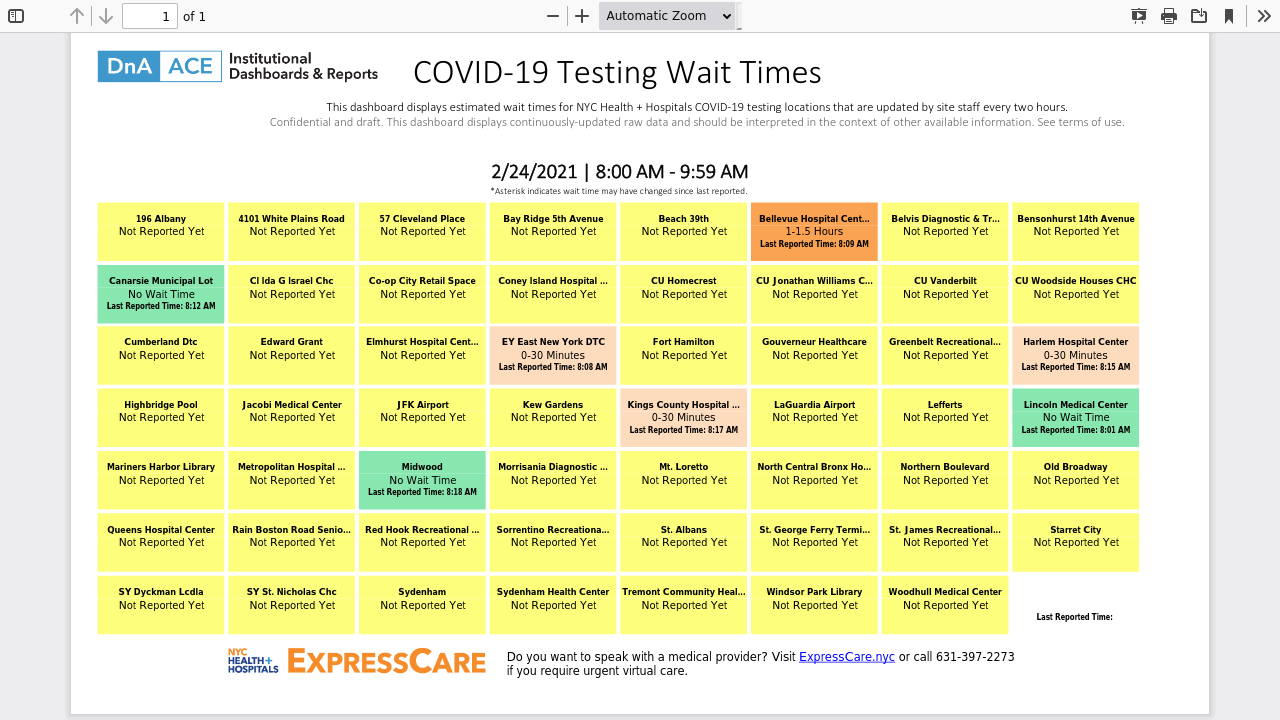 1 of 1 Automatic Zoom
DnA ACE Institutional
Dashboards & Reports
COVID-19 Testing Wait Times
This dashboard displays estimated wait times for NYC Health + Hospitals COVID-19 testing locations that are updated by site staff every two hours.
Confidential and draft. This dashboard displays continuously-updated raw data and should be interpreted in the context of other available information. See terms of use.
2/24/2021 | 8:00 AM - 9:59 AM
*Asterisk indicates wait time may have changed since last reported.
196 Albany 4101 White Plains Road 57 Cleveland Place Bay Ridge 5th Avenue Beach 39th Bellevue Hospital Cent... Belvis Diagnostic & Tr... Bensonhurst 14th Avenue
Not Reported Yet Not Reported Yet Not Reported Yet Not Reported Yet Not Reported Yet 1-1.5 Hours Not Reported Yet Not Reported Yet
Last Reported Time: 8:09 AM
Canarsie Municipal Lot Cl Ida G Israel Chc Co-op City Retail Space Coney Island Hospital ... CU Homecrest CU Jonathan Williams C... CU Vanderbilt CU Woodside Houses CHC
No Wait Time Not Reported Yet Not Reported Yet Not Reported Yet Not Reported Yet Not Reported Yet Not Reported Yet Not Reported Yet
Last Reported Time: 8:12 AM
Cumberland Dtc Edward Grant Elmhurst Hospital Cent... EY East New York DTC Fort Hamilton Gouverneur Healthcare Greenbelt Recreational... Harlem Hospital Center
Not Reported Yet Not Reported Yet Not Reported Yet 0-30 Minutes Not Reported Yet Not Reported Yet Not Reported Yet 0-30 Minutes
Last Reported Time: 8:08 AM Last Reported Time: 8:15 AM
Highbridge Pool Jacobi Medical Center JFK Airport Kew Gardens Kings County Hospital ... LaGuardia Airport Lefferts Lincoln Medical Center
Not Reported Yet Not Reported Yet Not Reported Yet Not Reported Yet 0-30 Minutes Not Reported Yet Not Reported Yet No Wait Time
Last Reported Time: 8:17 AM Last Reported Time: 8:01 AM
Mariners Harbor Library Metropolitan Hospital ... Midwood Morrisania Diagnostic ... Mt. Loretto North Central Bronx Ho... Northern Boulevard Old Broadway
Not Reported Yet Not Reported Yet No Wait Time Not Reported Yet Not Reported Yet Not Reported Yet Not Reported Yet Not Reported Yet
Last Reported Time: 8:18 AM
Queens Hospital Center Rain Boston Road Senio... Red Hook Recreational ... Sorrentino Recreationa... St. Albans St. George Ferry Termi... St. James Recreational... Starret City
Not Reported Yet Not Reported Yet Not Reported Yet Not Reported Yet Not Reported Yet Not Reported Yet Not Reported Yet Not Reported Yet
SY Dyckman Lcdla SY St. Nicholas Chc Sydenham Sydenham Health Center Tremont Community Heal... Windsor Park Library Woodhull Medical Center
Not Reported Yet Not Reported Yet Not Reported Yet Not Reported Yet Not Reported Yet Not Reported Yet Not Reported Yet
Last Reported Time:
NYC
HEALTH+
HOSPITALS
EXPRESSCARE
Do you want to speak with a medical provider? Visit ExpressCare.nyc or call 631-397-2273
if you require urgent virtual care.